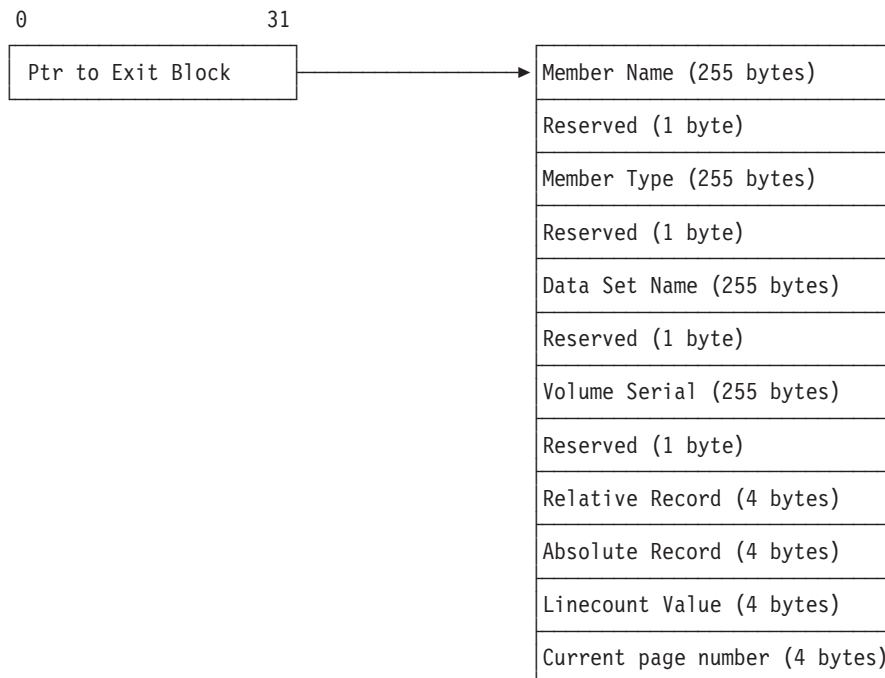 0 31
Ptr to Exit Block
Member Name (255 bytes)
Reserved (1 byte)
Member Type (255 bytes)
Reserved (1 byte)
Data Set Name (255 bytes)
Reserved (1 byte)
Volume Serial (255 bytes)
Reserved (1 byte)
Relative Record (4 bytes)
Absolute Record (4 bytes)
Linecount Value (4 bytes)
Current page number (4 bytes)